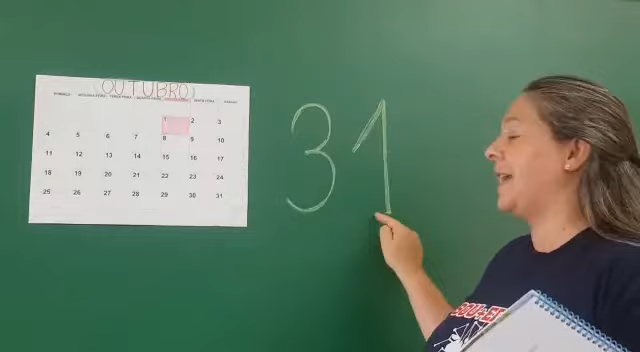 OUTUBRO
DOMINGO SEGUNDA-FEIRA TERÇA-FEIRA QUARTA-FEIRA QUINTA-FEIRA SEXTA-FEIRA SÁBADO
1 2 3
4 5 6 7 8 9 10
11 12 13 14 15 16 17
18 19 20 21 22 23 24
25 26 27 28 29 30 31
31